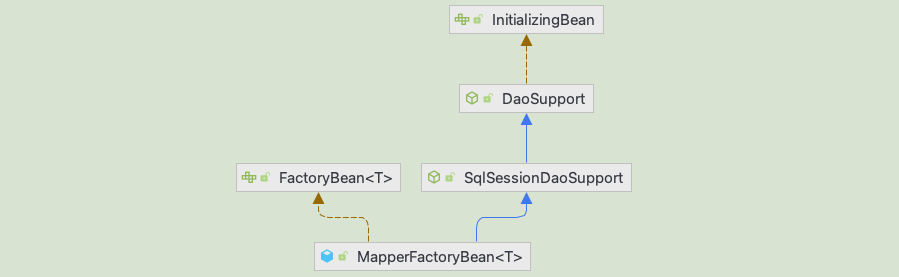 InitializingBean
DaoSupport
FactoryBean<T>
SqlSessionDaoSupport
MapperFactoryBean<T>